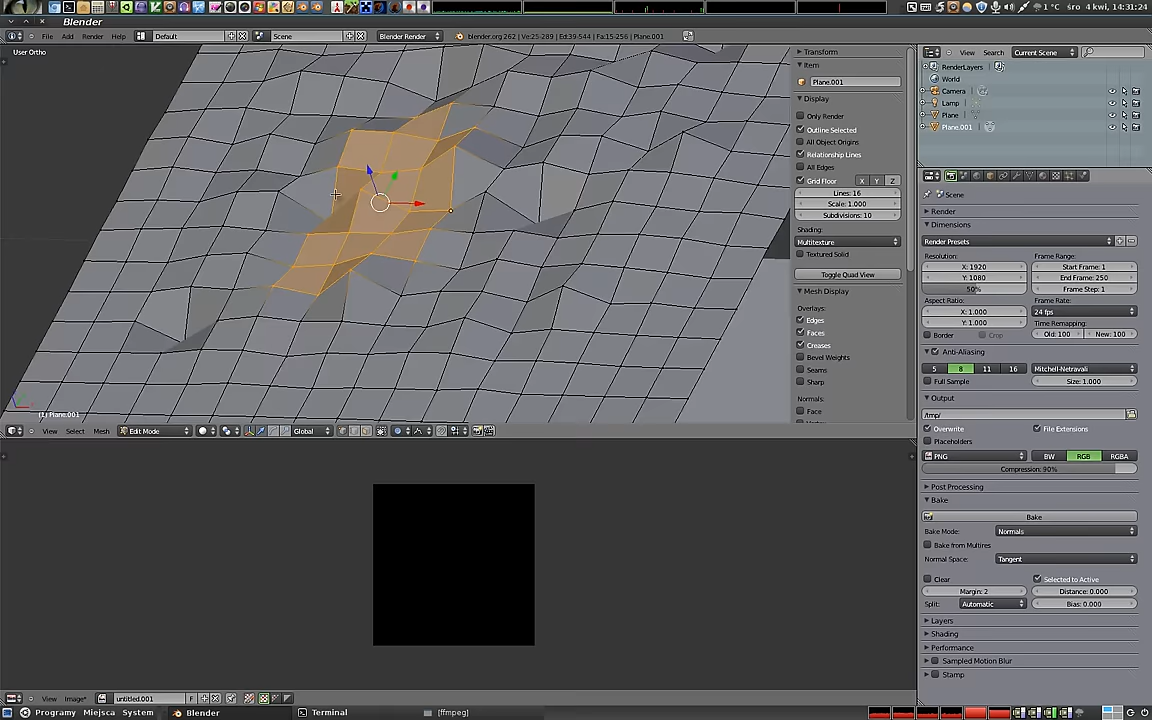 1 °C śro 4 kwi, 14:31:24
Blender
File Add Render Help Default Scene Blender Render blender.org 262 | Ve:25-289 | Ed:39-544 | Fa:15-256 | Plane.001
User Ortho
(1) Plane.001
Transform
Item
Plane.001
Display
Only Render
Outline Selected
All Object Origins
Relationship Lines
All Edges
Grid Floor X Y Z
Lines: 16
Scale: 1.000
Subdivisions: 10
Shading:
Multitexture
Textured Solid
Toggle Quad View
Mesh Display
Overlays:
Edges
Faces
Creases
Bevel Weights
Seams
Sharp
Normals:
Face
View Select Mesh Edit Mode Global
View Image* untitled.001 F
View Search Current Scene
RenderLayers
World
Camera
Lamp
Plane
Plane.001
Scene
Render
Dimensions
Render Presets
Resolution: Frame Range:
X: 1920 Start Frame: 1
Y: 1080 End Frame: 250
50% Frame Step: 1
Aspect Ratio: Frame Rate:
X: 1.000 24 fps
Y: 1.000 Time Remapping:
Border Crop Old: 100 New: 100
Anti-Aliasing
5 8 11 16 Mitchell-Netravali
Full Sample Size: 1.000
Output
/tmp/
Overwrite File Extensions
Placeholders
PNG BW RGB RGBA
Compression: 90%
Post Processing
Bake
Bake
Bake Mode: Normals
Bake from Multires
Normal Space: Tangent
Clear Selected to Active
Margin: 2 Distance: 0.000
Split: Automatic Bias: 0.000
Layers
Shading
Performance
Sampled Motion Blur
Stamp
Programy Miejsca System Blender Terminal [ffmpeg]